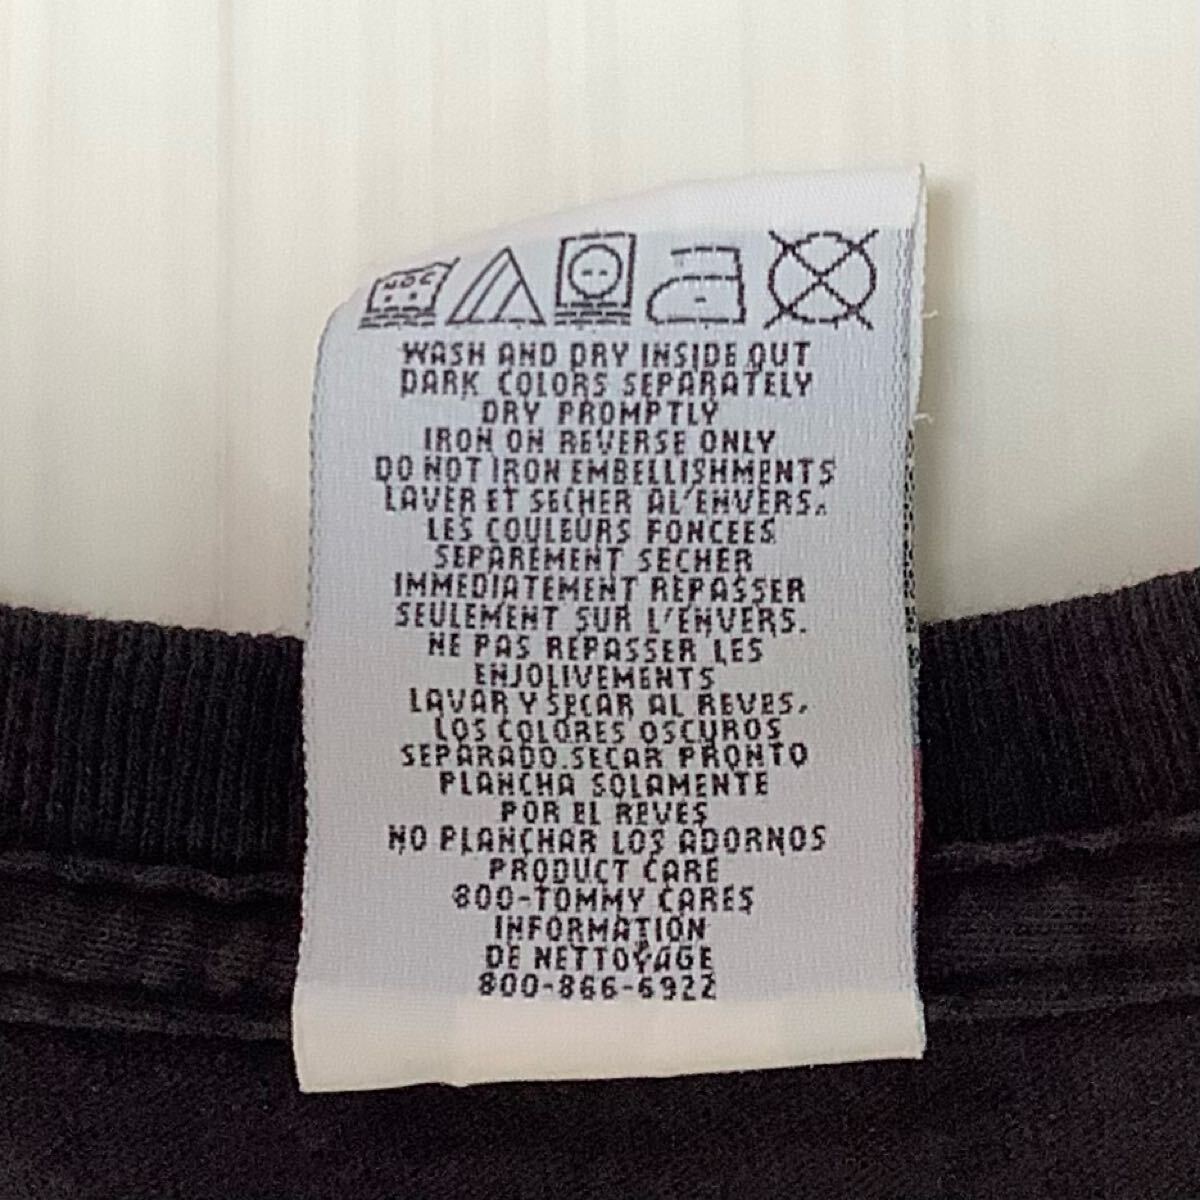 WASH AND DRY INSIDE OUT
DARK COLORS SEPARATELY
DRY PROMPTLY
IRON ON REVERSE ONLY
DO NOT IRON EMBELLISHMENTS
LAVER ET SECHER AL'ENVERS,
LES COULEURS FONCEES
SEPAREMENT SECHER
IMMEDIATEMENT REPASSER
SEULEMENT SUR L'ENVERS.
NE PAS REPASSER LES
ENJOLIVEMENTS
LAVAR Y SECAR AL REVES,
LOS COLORES OSCUROS
SEPARADO.SECAR PRONTO
PLANCHA SOLAMENTE
POR EL REVES
NO PLANCHAR LOS ADORNOS
PRODUCT CARE
800-TOMMY CARES
INFORMATION
DE NETTOYAGE
800-866-6922